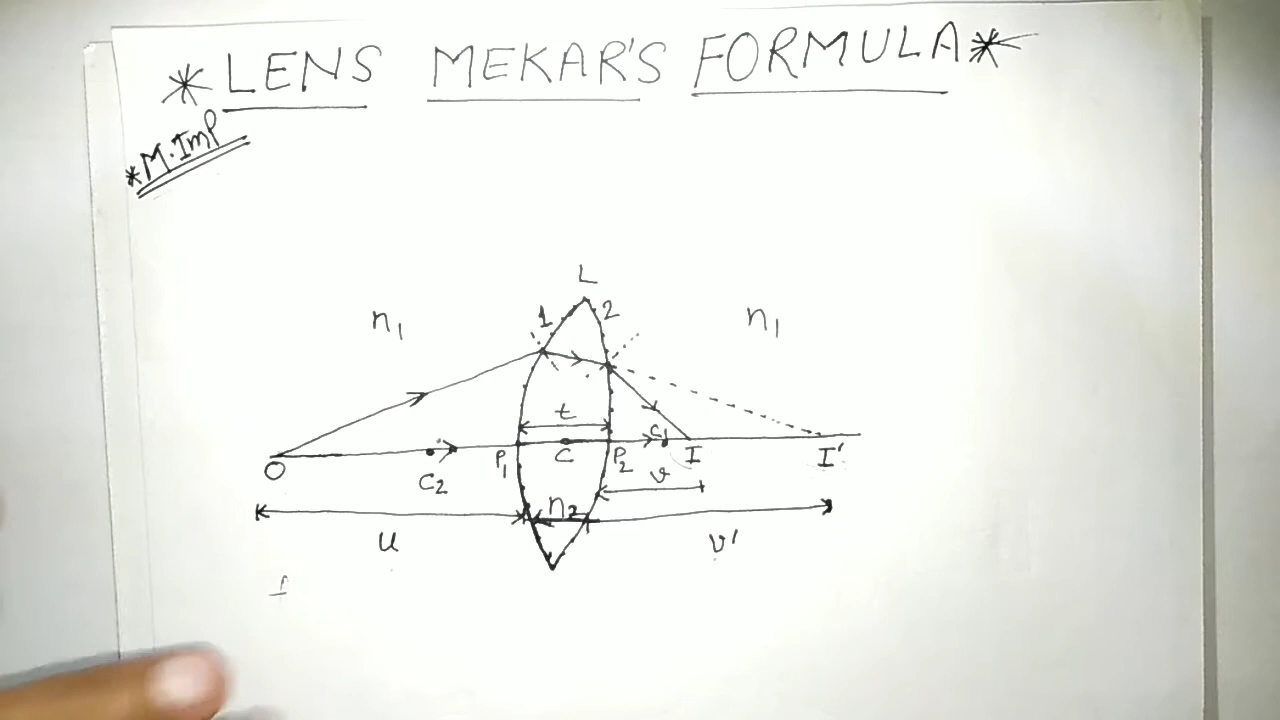 *LENS MEKAR'S FORMULA*
*M.Imp
L
n₁ 1 2 n₁
t
O C₂ P₁ C P₂ C₁ I I'
v
n₂
u v'